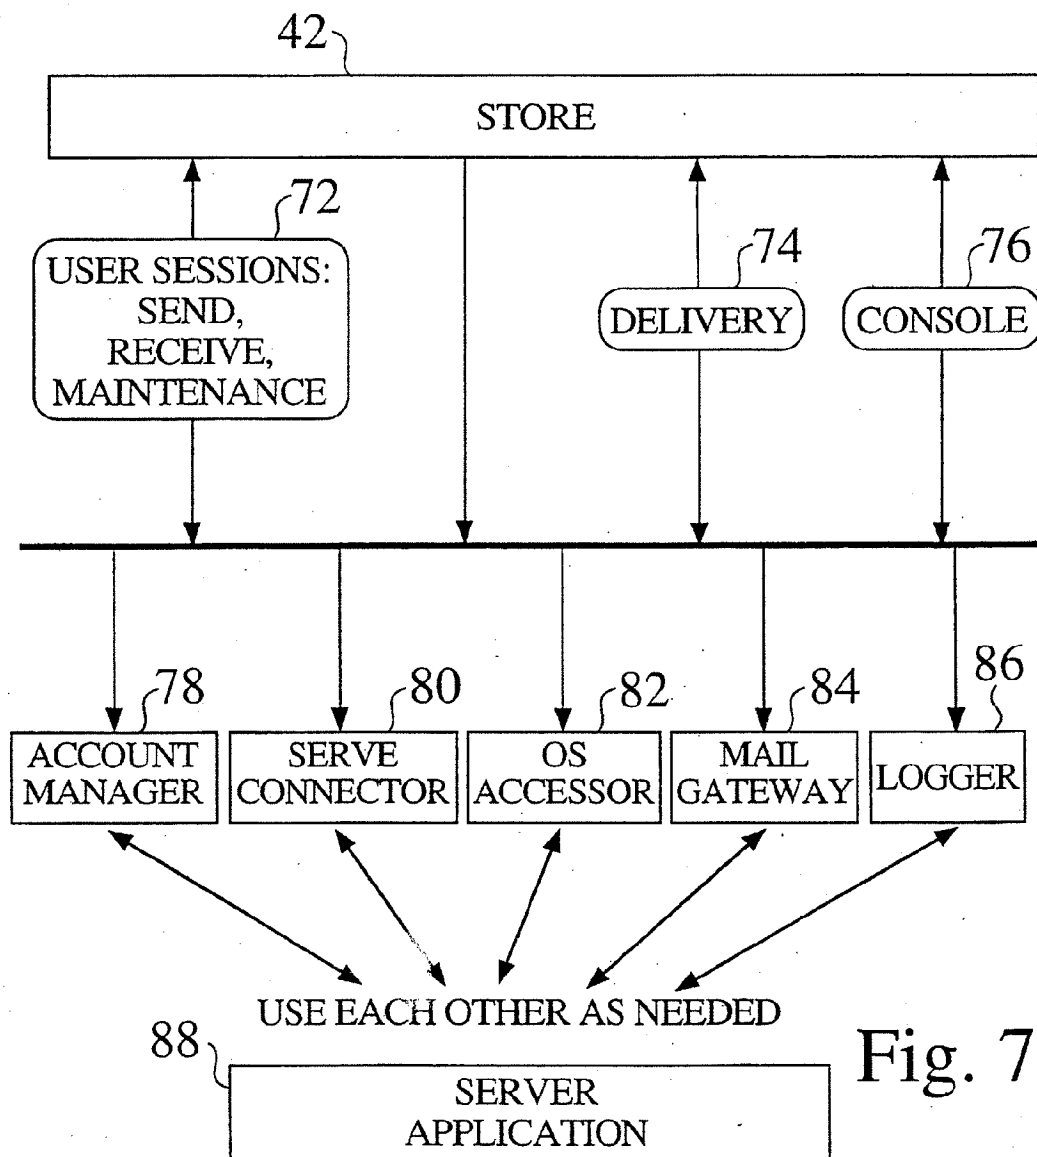 42
STORE
72
USER SESSIONS:
SEND,
RECEIVE,
MAINTENANCE
74
DELIVERY
76
CONSOLE
78
ACCOUNT
MANAGER
80
SERVE
CONNECTOR
82
OS
ACCESSOR
84
MAIL
GATEWAY
86
LOGGER
USE EACH OTHER AS NEEDED
88
SERVER
APPLICATION
Fig. 7